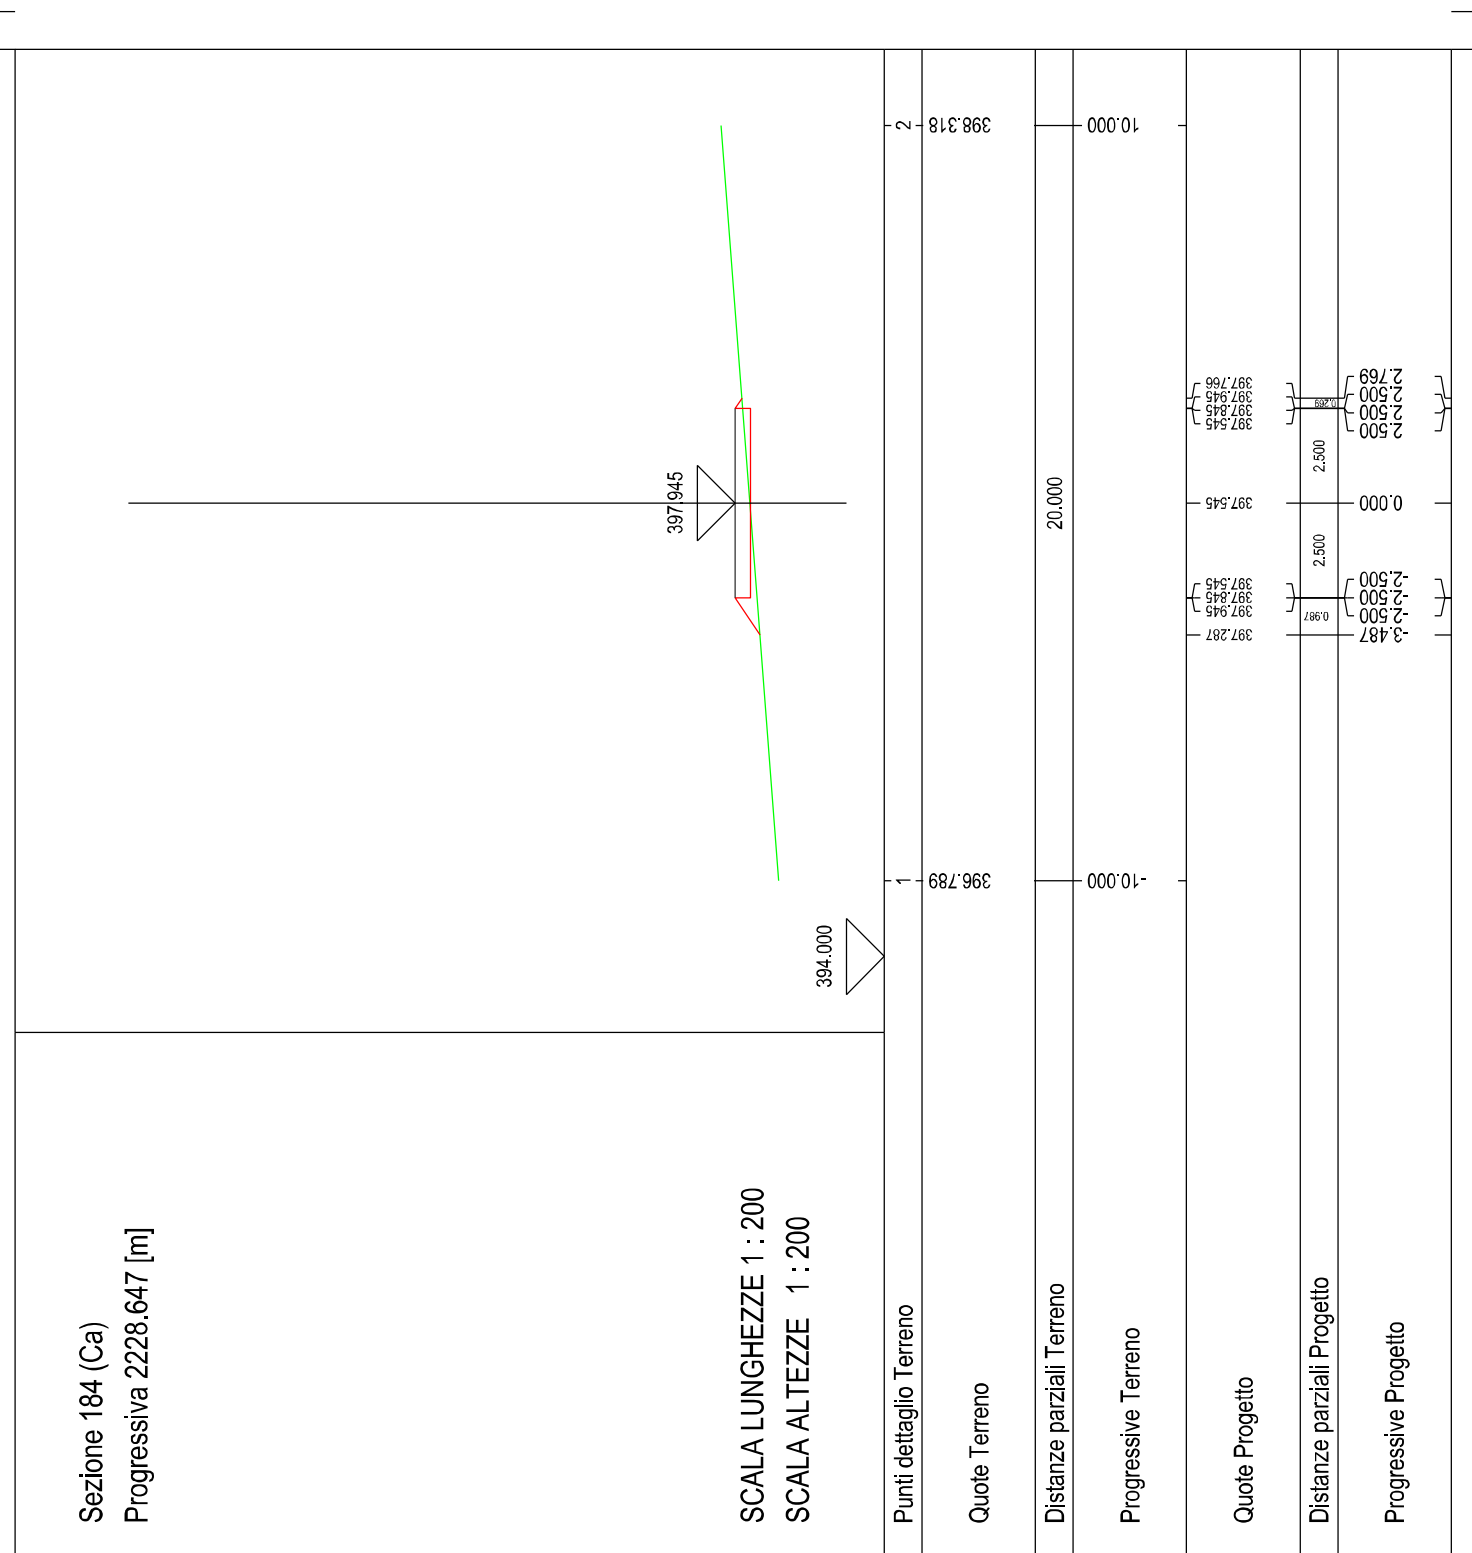 Sezione 184 (Ca)
Progressiva 2228.647 [m]
SCALA LUNGHEZZE 1 : 200
SCALA ALTEZZE 1 : 200
397.945
394.000
Punti dettaglio Terreno 1 2
Quote Terreno 396.789 398.318
Distanze parziali Terreno 20.000
Progressive Terreno -10.000 10.000
Quote Progetto 397.287 397.945 397.845 397.545 397.545 397.545 397.845 397.945 397.766
Distanze parziali Progetto 0.987 2.500 2.500 0.269
Progressive Progetto -3.487 -2.500 -2.500 -2.500 0.000 2.500 2.500 2.500 2.769